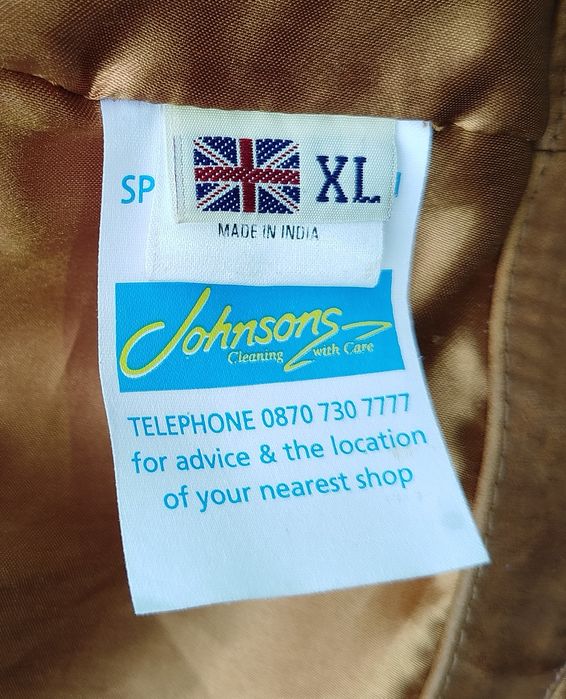 SP
XL
MADE IN INDIA
Johnsons
Cleaning with Care
TELEPHONE 0870 730 7777
for advice & the location
of your nearest shop